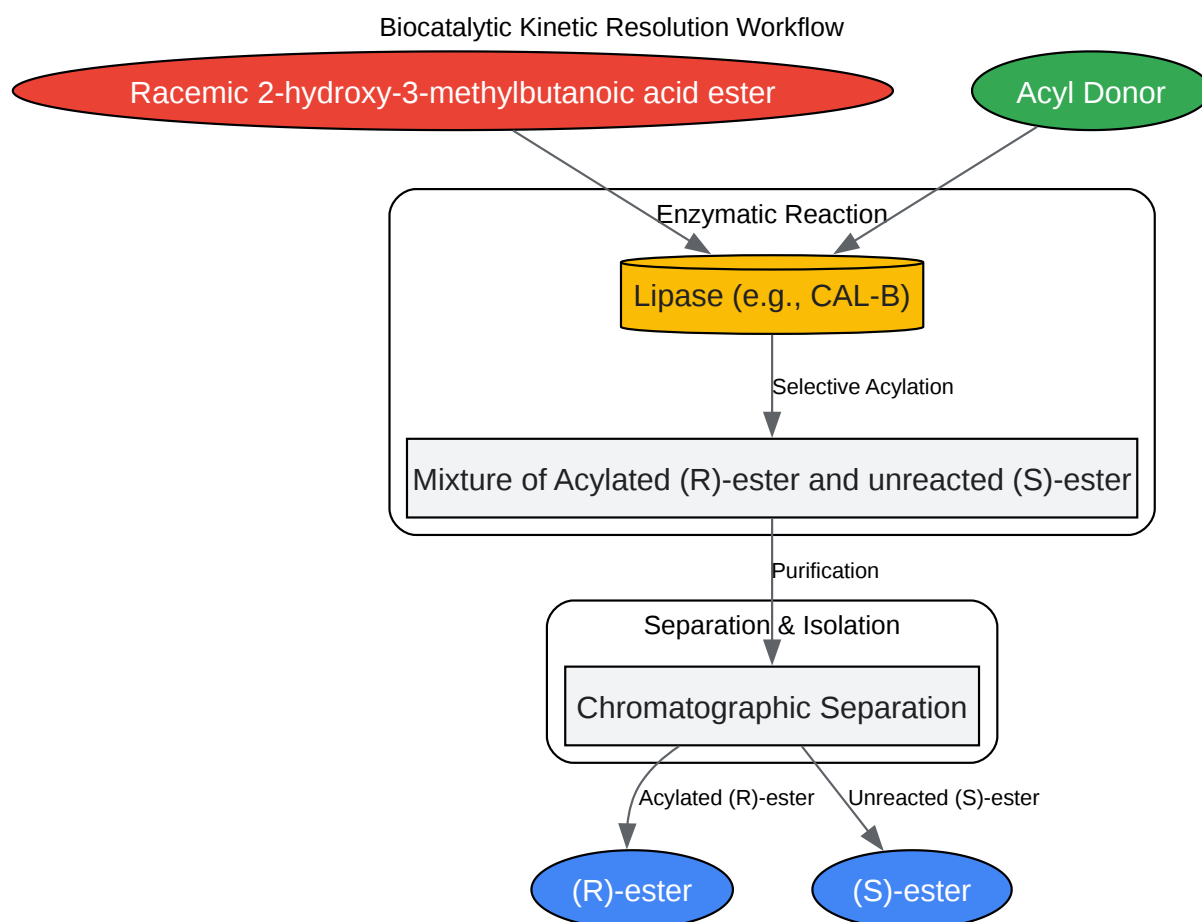 Biocatalytic Kinetic Resolution Workflow
Racemic 2-hydroxy-3-methylbutanoic acid ester
Acyl Donor
Enzymatic Reaction
Lipase (e.g., CAL-B)
Selective Acylation
Mixture of Acylated (R)-ester and unreacted (S)-ester
Purification
Separation & Isolation
Chromatographic Separation
Acylated (R)-ester
Unreacted (S)-ester
(R)-ester
(S)-ester